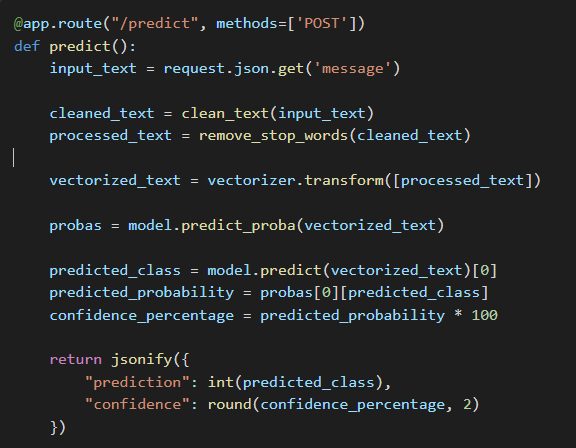 @app.route("/predict", methods=['POST'])
def predict():
    input_text = request.json.get('message')

    cleaned_text = clean_text(input_text)
    processed_text = remove_stop_words(cleaned_text)

    vectorized_text = vectorizer.transform([processed_text])

    probas = model.predict_proba(vectorized_text)

    predicted_class = model.predict(vectorized_text)[0]
    predicted_probability = probas[0][predicted_class]
    confidence_percentage = predicted_probability * 100

    return jsonify({
        "prediction": int(predicted_class),
        "confidence": round(confidence_percentage, 2)
    })